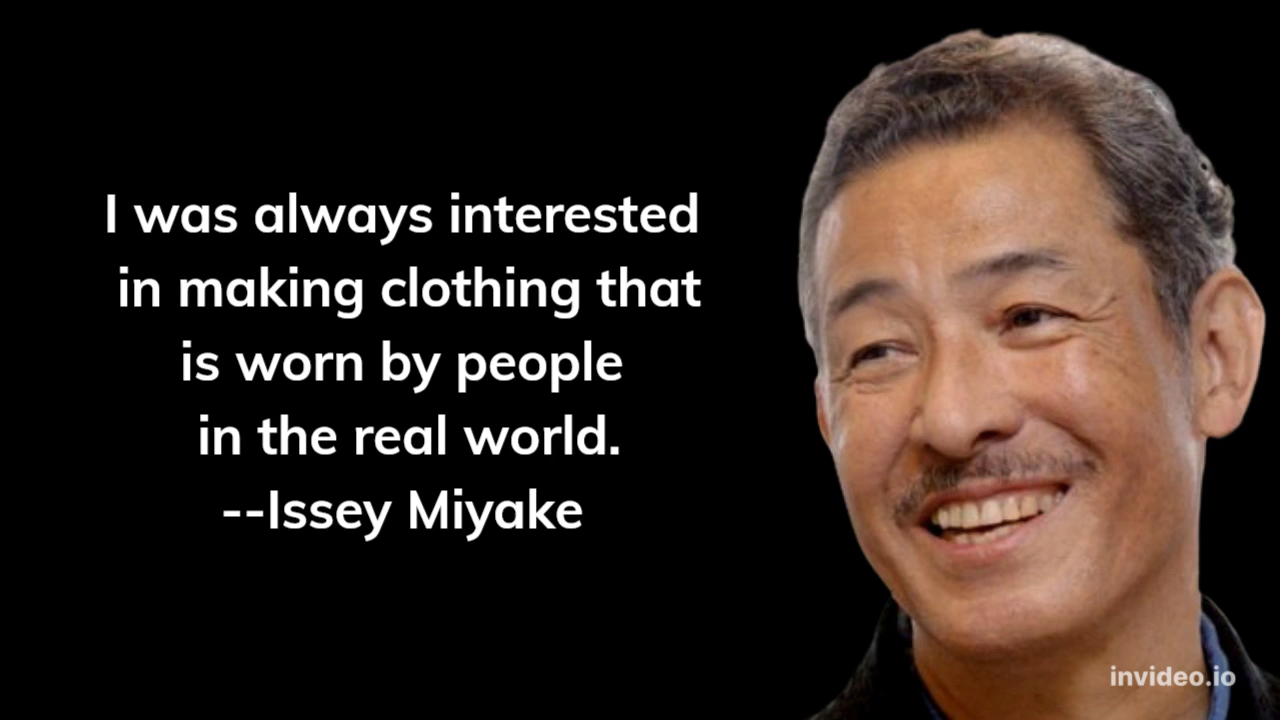 I was always interested
in making clothing that
is worn by people
in the real world.
--Issey Miyake
invideo.io